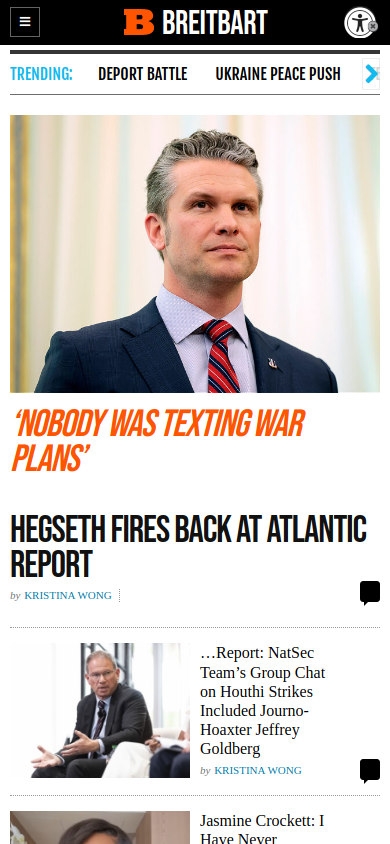 B BREITBART
TRENDING: DEPORT BATTLE UKRAINE PEACE PUSH
‘NOBODY WAS TEXTING WAR
PLANS’
HEGSETH FIRES BACK AT ATLANTIC
REPORT
by KRISTINA WONG
…Report: NatSec
Team’s Group Chat
on Houthi Strikes
Included Journo-
Hoaxter Jeffrey
Goldberg
by KRISTINA WONG
Jasmine Crockett: I
Have Never